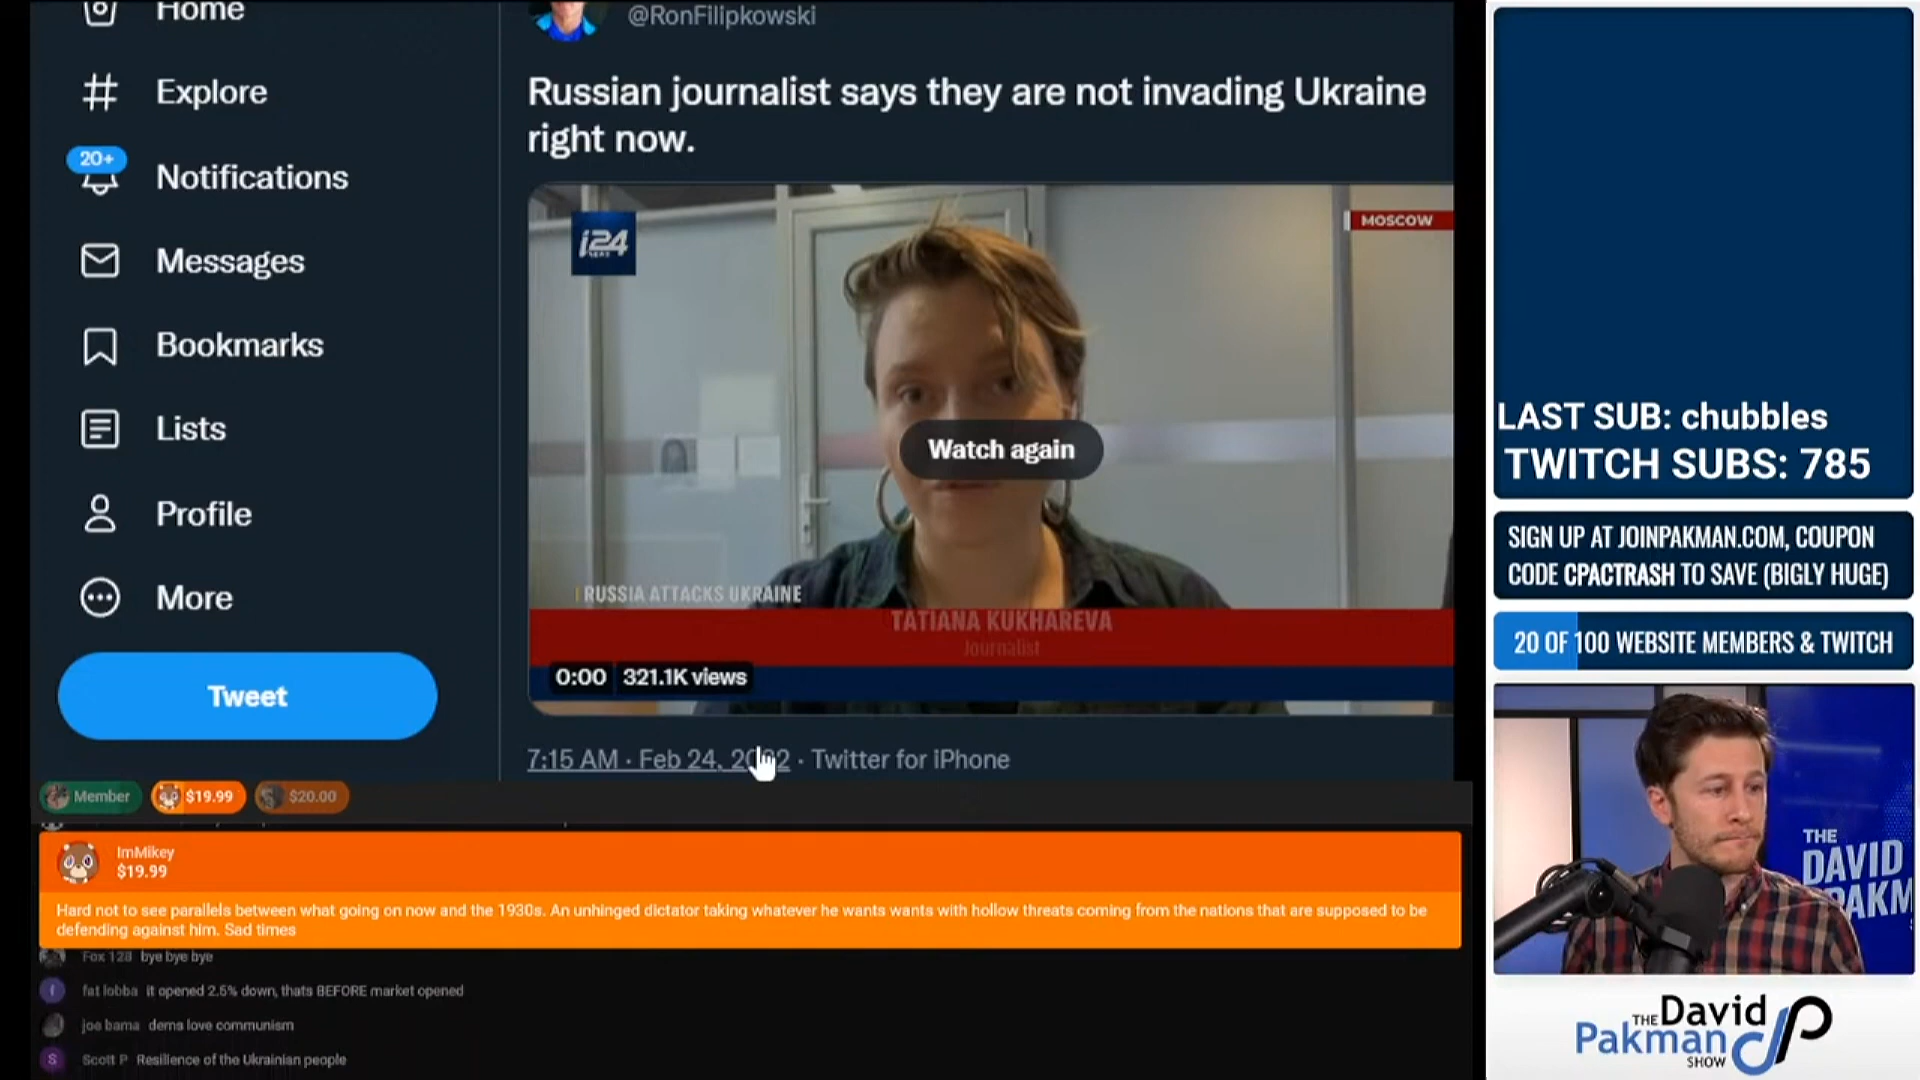 Home
@RonFilipkowski
Explore
20+
Notifications
Messages
Bookmarks
Lists
Profile
More
Tweet
Russian journalist says they are not invading Ukraine
right now.
i24
NEWS
MOSCOW
Watch again
RUSSIA ATTACKS UKRAINE
TATIANA KUKHAREVA
Journalist
0:00 321.1K views
7:15 AM · Feb 24, 2022 · Twitter for iPhone
Member $19.99 $20.00
ImMikey
$19.99
Hard not to see parallels between what going on now and the 1930s. An unhinged dictator taking whatever he wants wants with hollow threats coming from the nations that are supposed to be
defending against him. Sad times
Fox 128 bye bye bye
f fat lobba it opened 2.5% down, thats BEFORE market opened
joe bama dems love communism
S Scott P Resilience of the Ukrainian people
LAST SUB: chubbles
TWITCH SUBS: 785
SIGN UP AT JOINPAKMAN.COM, COUPON
CODE CPACTRASH TO SAVE (BIGLY HUGE)
20 OF 100 WEBSITE MEMBERS & TWITCH
THE
DAVID
PAKM
THE David
Pakman
SHOW